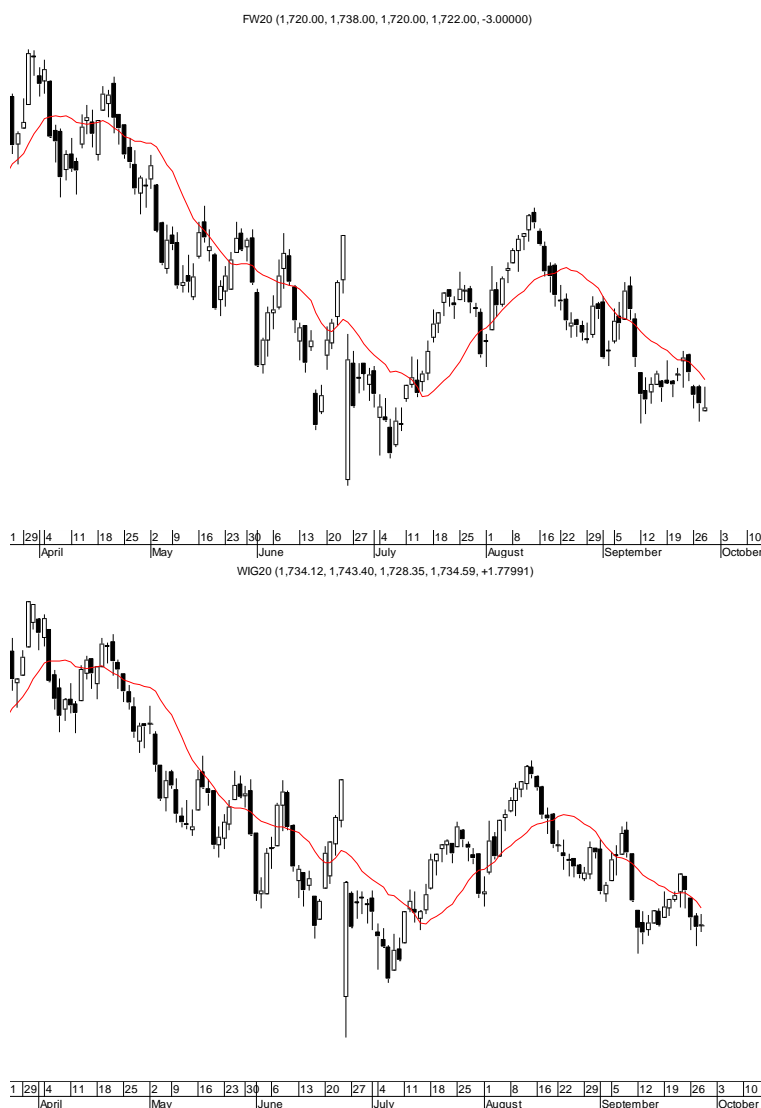 FW20 (1,720.00, 1,738.00, 1,720.00, 1,722.00, -3.00000)
1 29 4 11 18 25 2 9 16 23 30 6 13 20 27 4 11 18 25 1 8 16 22 29 5 12 19 26 3 10
April May June July August September October
WIG20 (1,734.12, 1,743.40, 1,728.35, 1,734.59, +1.77991)
1 29 4 11 18 25 2 9 16 23 30 6 13 20 27 4 11 18 25 1 8 16 22 29 5 12 19 26 3 10
April May June July August September October